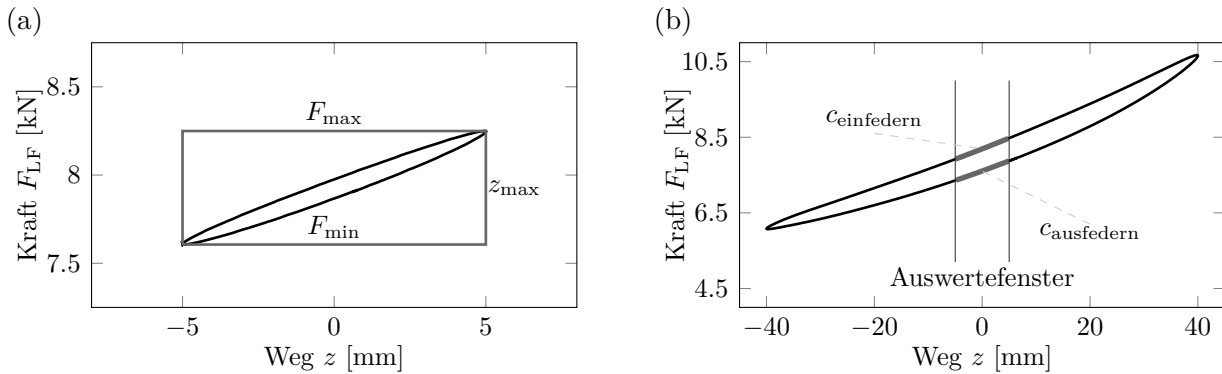 (a)
8.5
8
7.5
Kraft F_LF [kN]
F_max
z_max
F_min
−5
0
5
Weg z [mm]
(b)
10.5
8.5
6.5
4.5
Kraft F_LF [kN]
c_einfedern
c_ausfedern
Auswertefenster
−40
−20
0
20
40
Weg z [mm]